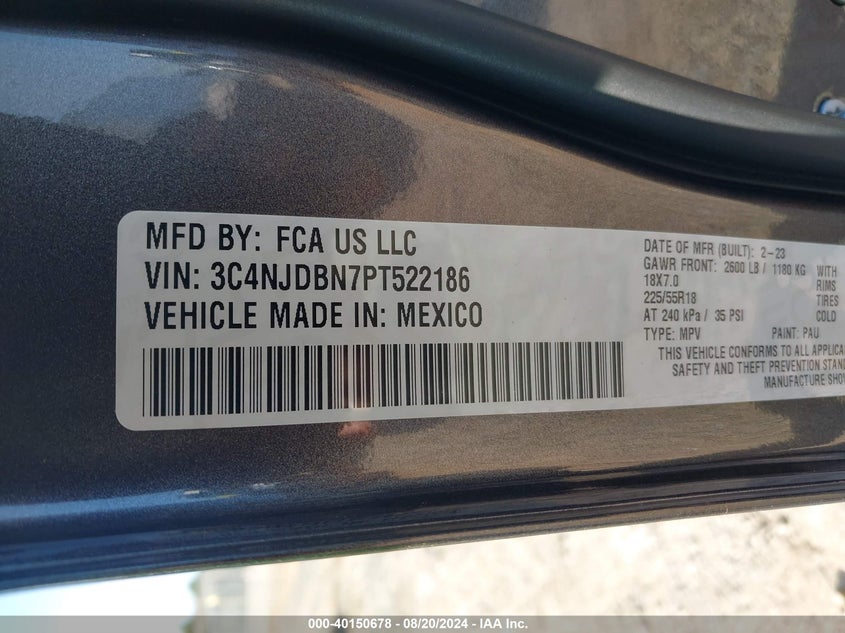 MFD BY: FCA US LLC
VIN: 3C4NJDBN7PT522186
VEHICLE MADE IN: MEXICO
DATE OF MFR (BUILT): 2-23
GAWR FRONT: 2600 LB / 1180 KG WITH
18X7.0 RIMS
225/55R18 TIRES
AT 240 kPa / 35 PSI COLD
TYPE: MPV PAINT: PAU
THIS VEHICLE CONFORMS TO ALL APPLICA
SAFETY AND THEFT PREVENTION STAND
MANUFACTURE SHOW
000-40150678 - 08/20/2024 - IAA Inc.